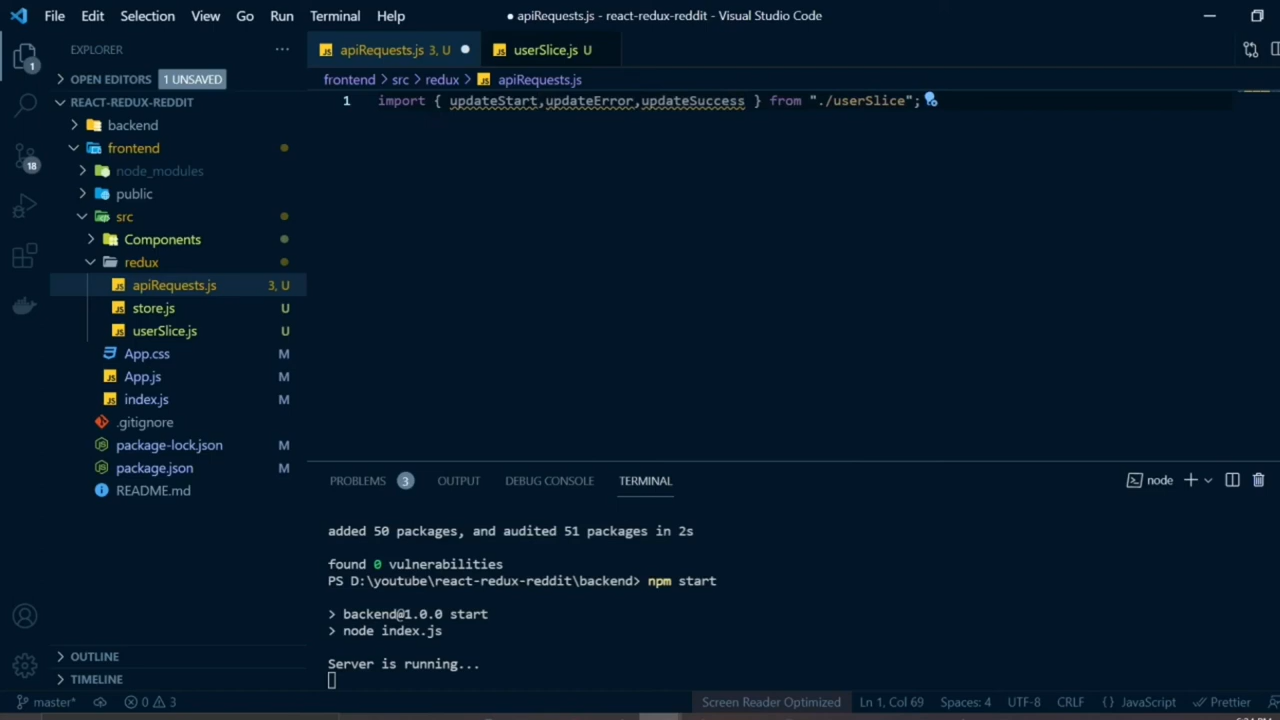 File Edit Selection View Go Run Terminal Help ● apiRequests.js - react-redux-reddit - Visual Studio Code
EXPLORER ...
apiRequests.js 3, U
userSlice.js U
1
OPEN EDITORS 1 UNSAVED
frontend > src > redux > apiRequests.js
REACT-REDUX-REDDIT
1 import { updateStart,updateError,updateSuccess } from "./userSlice";
backend
frontend
18
node_modules
public
src
Components
redux
apiRequests.js 3, U
store.js U
userSlice.js U
App.css M
App.js M
index.js M
.gitignore
package-lock.json M
package.json M
README.md
PROBLEMS 3 OUTPUT DEBUG CONSOLE TERMINAL node
added 50 packages, and audited 51 packages in 2s
found 0 vulnerabilities
PS D:\youtube\react-redux-reddit\backend> npm start
> backend@1.0.0 start
> node index.js
Server is running...
OUTLINE
TIMELINE
master* 0 3 Screen Reader Optimized Ln 1, Col 69 Spaces: 4 UTF-8 CRLF {} JavaScript Prettier